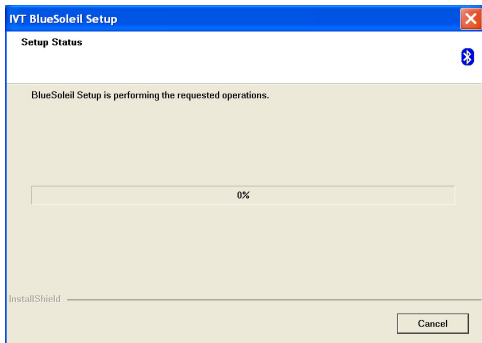 IVT BlueSoleil Setup
Setup Status
BlueSoleil Setup is performing the requested operations.
0%
InstallShield
Cancel